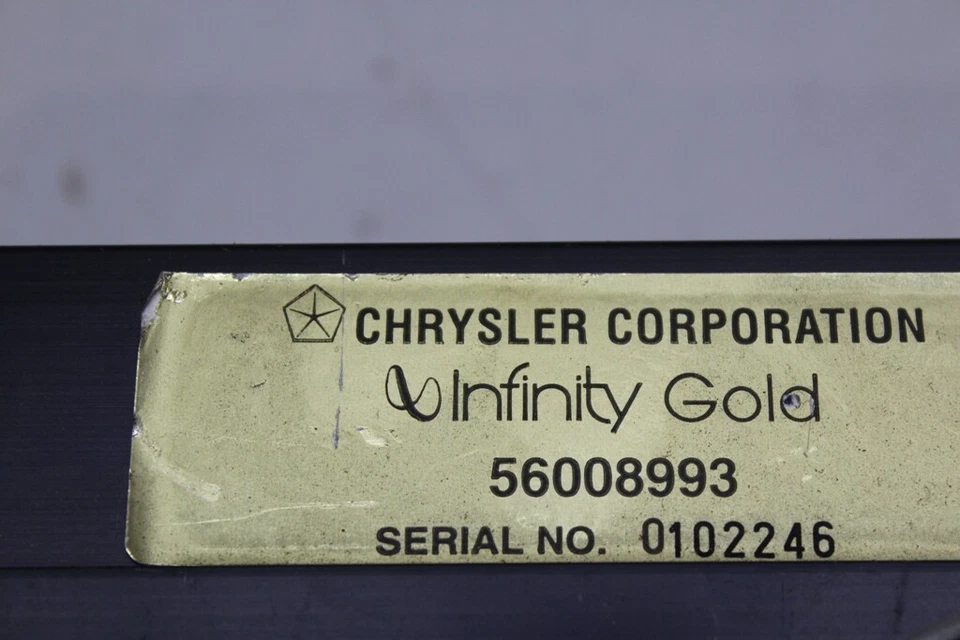 CHRYSLER CORPORATION
Infinity Gold
56008993
SERIAL NO. 0102246